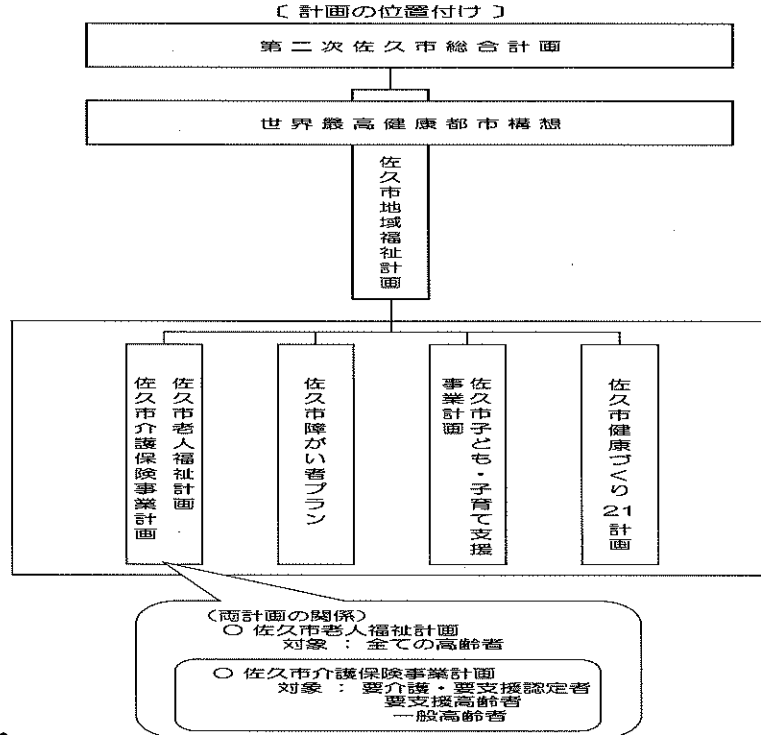 〔 計画の位置付け 〕
第二次佐久市総合計画
世界最高健康都市構想
佐久市地域福祉計画
佐久市老人福祉計画
佐久市介護保険事業計画
佐久市障がい者プラン
佐久市子ども・子育て支援
事業計画
佐久市健康づくり21計画
(両計画の関係)
○ 佐久市老人福祉計画
対象 : 全ての高齢者
○ 佐久市介護保険事業計画
対象 : 要介護・要支援認定者
要支援高齢者
一般高齢者